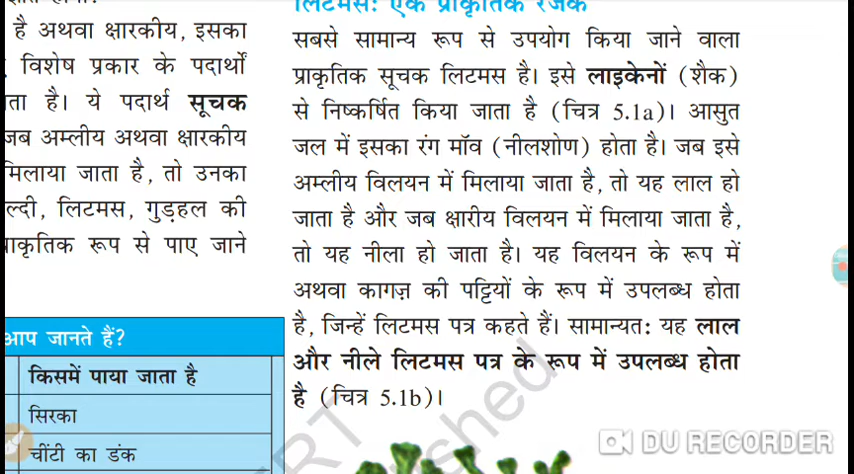 है अथवा क्षारकीय, इसका
विशेष प्रकार के पदार्थों
है। ये पदार्थ सूचक
जब अम्लीय अथवा क्षारकीय
मिलाया जाता है, तो उनका
लिटमस, गुड़हल की
रूप से पाए जाने
आप जानते हैं?
किसमें पाया जाता है
सिरका
चींटी का डंक
लिटमस: एक प्राकृतिक रंजक
सबसे सामान्य रूप से उपयोग किया जाने वाला
प्राकृतिक सूचक लिटमस है। इसे लाइकेनों (शैक)
से निष्कर्षित किया जाता है (चित्र 5.1a)। आसुत
जल में इसका रंग मॉव (नीलशोण) होता है। जब इसे
अम्लीय विलयन में मिलाया जाता है, तो यह लाल हो
जाता है और जब क्षारीय विलयन में मिलाया जाता है,
तो यह नीला हो जाता है। यह विलयन के रूप में
अथवा कागज़ की पट्टियों के रूप में उपलब्ध होता
है, जिन्हें लिटमस पत्र कहते हैं। सामान्यत: यह लाल
और नीले लिटमस पत्र के रूप में उपलब्ध होता
है (चित्र 5.1b)।
DU RECORDER